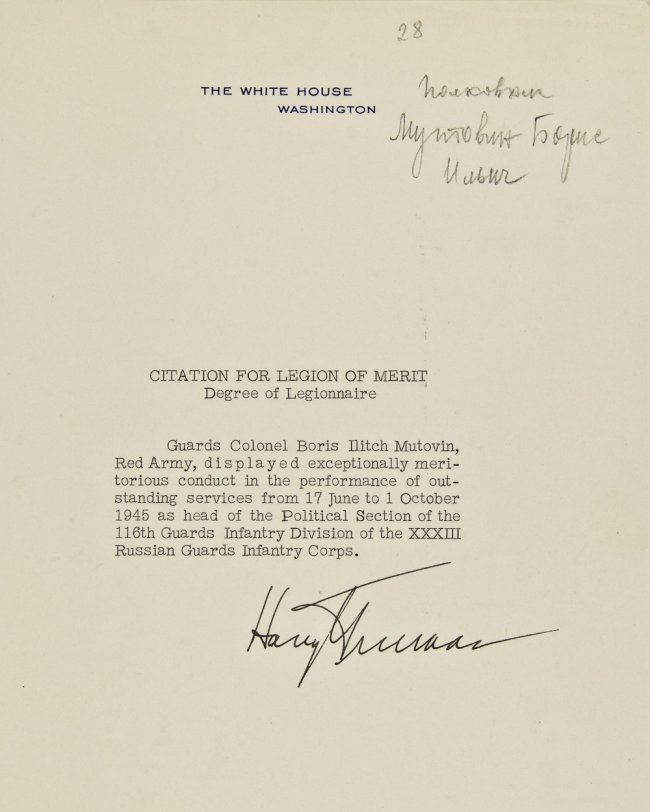 28
THE WHITE HOUSE
WASHINGTON
Полковник
Мутовин Борис
Ильич
CITATION FOR LEGION OF MERIT
Degree of Legionnaire
Guards Colonel Boris Ilitch Mutovin,
Red Army, displayed exceptionally meri-
torious conduct in the performance of out-
standing services from 17 June to 1 October
1945 as head of the Political Section of the
116th Guards Infantry Division of the XXXIII
Russian Guards Infantry Corps.
Harry Truman